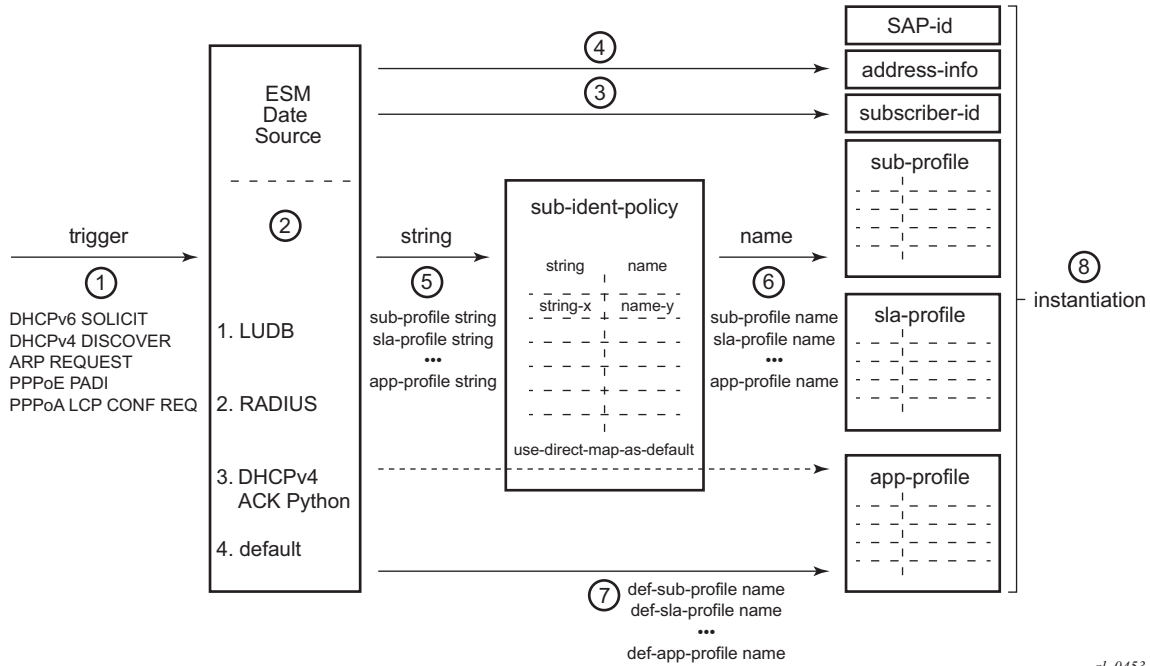 SAP-id
4
address-info
ESM
Date
Source
3
subscriber-id
sub-profile
2
sub-ident-policy
trigger
string
name
1
5
string
name
6
8
instantiation
DHCPv6 SOLICIT
DHCPv4 DISCOVER
ARP REQUEST
PPPoE PADI
PPPoA LCP CONF REQ
1. LUDB
sub-profile string
sla-profile string
•••
app-profile string
string-x
name-y
sub-profile name
sla-profile name
•••
app-profile name
sla-profile
2. RADIUS
use-direct-map-as-default
3. DHCPv4
ACK Python
app-profile
4. default
7
def-sub-profile name
def-sla-profile name
•••
def-app-profile name